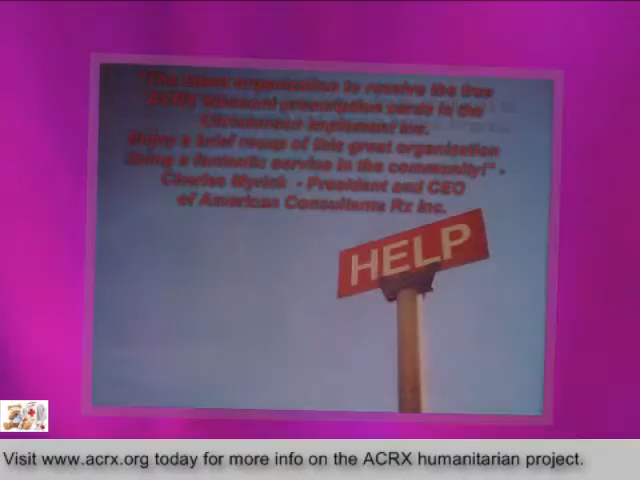 "The latest organization to receive the free
ACRX discount prescription cards is the
Christensen Implement Inc.
Enjoy a brief recap of this great organization
doing a fantastic service in the community!" -
Charles Myrick - President and CEO
of American Consultants Rx Inc.
HELP
Visit www.acrx.org today for more info on the ACRX humanitarian project.